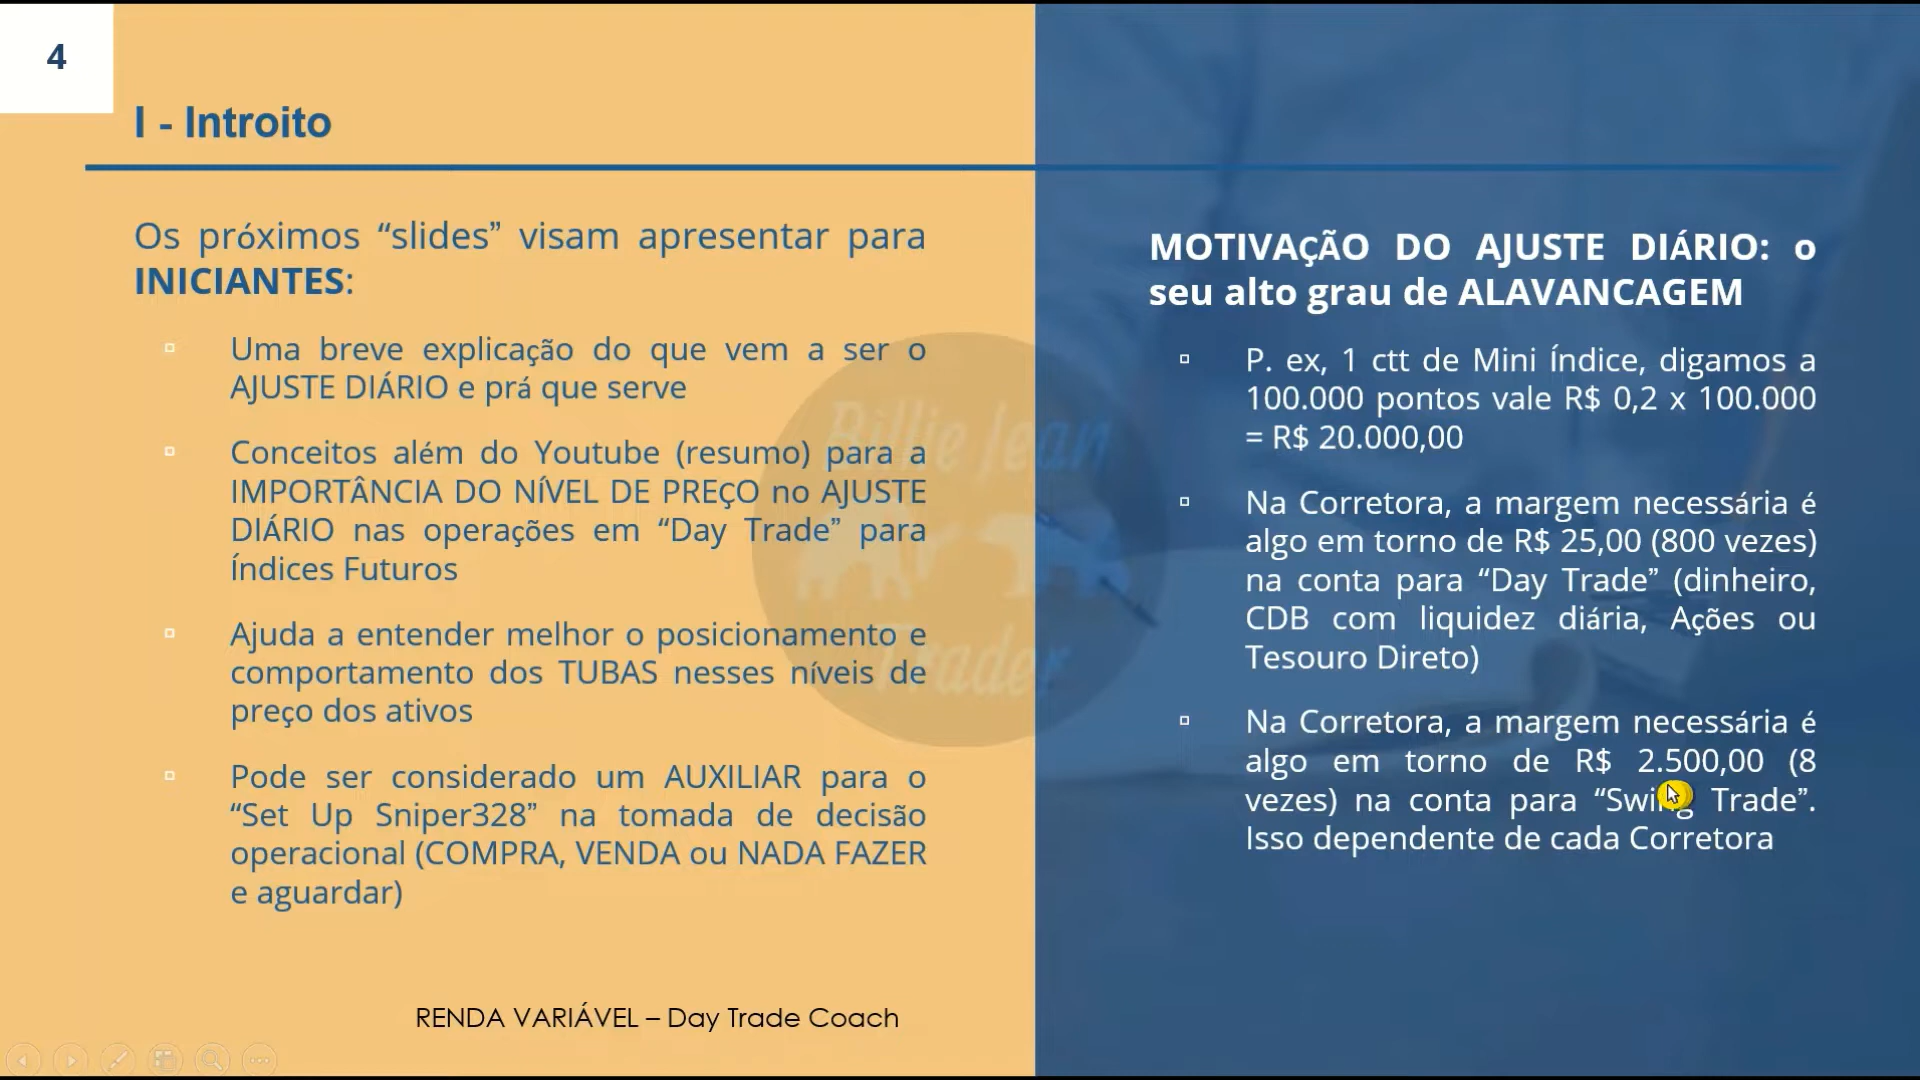 4
I - Introito
Os próximos “slides” visam apresentar para
INICIANTES:
Uma breve explicação do que vem a ser o
AJUSTE DIÁRIO e prá que serve
Conceitos além do Youtube (resumo) para a
IMPORTÂNCIA DO NÍVEL DE PREÇO no AJUSTE
DIÁRIO nas operações em “Day Trade” para
Índices Futuros
Ajuda a entender melhor o posicionamento e
comportamento dos TUBAS nesses níveis de
preço dos ativos
Pode ser considerado um AUXILIAR para o
“Set Up Sniper328” na tomada de decisão
operacional (COMPRA, VENDA ou NADA FAZER
e aguardar)
RENDA VARIÁVEL – Day Trade Coach
Billie Jean
Trader
MOTIVAÇÃO DO AJUSTE DIÁRIO: o
seu alto grau de ALAVANCAGEM
P. ex, 1 ctt de Mini Índice, digamos a
100.000 pontos vale R$ 0,2 x 100.000
= R$ 20.000,00
Na Corretora, a margem necessária é
algo em torno de R$ 25,00 (800 vezes)
na conta para “Day Trade” (dinheiro,
CDB com liquidez diária, Ações ou
Tesouro Direto)
Na Corretora, a margem necessária é
algo em torno de R$ 2.500,00 (8
vezes) na conta para “Swing Trade”.
Isso dependente de cada Corretora